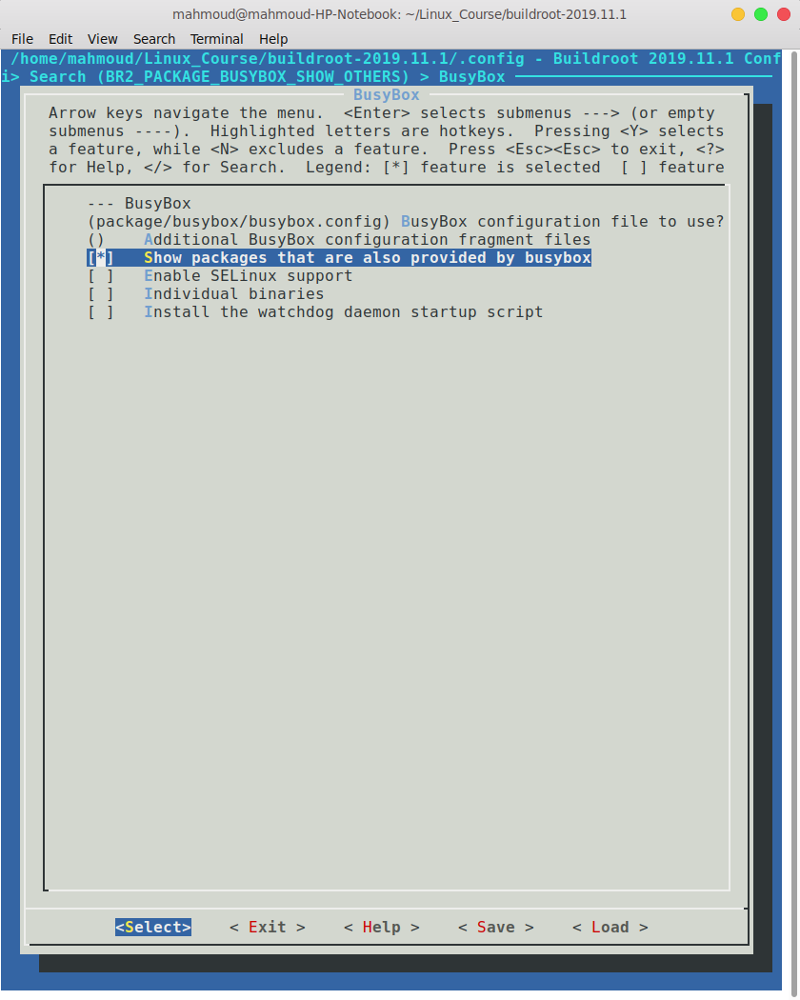 mahmoud@mahmoud-HP-Notebook: ~/Linux_Course/buildroot-2019.11.1
File Edit View Search Terminal Help
/home/mahmoud/Linux_Course/buildroot-2019.11.1/.config - Buildroot 2019.11.1 Conf
i> Search (BR2_PACKAGE_BUSYBOX_SHOW_OTHERS) > BusyBox
BusyBox
Arrow keys navigate the menu.  <Enter> selects submenus ---> (or empty
submenus ----).  Highlighted letters are hotkeys.  Pressing <Y> selects
a feature, while <N> excludes a feature.  Press <Esc><Esc> to exit, <?>
for Help, </> for Search.  Legend: [*] feature is selected  [ ] feature
--- BusyBox
(package/busybox/busybox.config) BusyBox configuration file to use?
()    Additional BusyBox configuration fragment files
[*]   Show packages that are also provided by busybox
[ ]   Enable SELinux support
[ ]   Individual binaries
[ ]   Install the watchdog daemon startup script
<Select>    < Exit >    < Help >    < Save >    < Load >